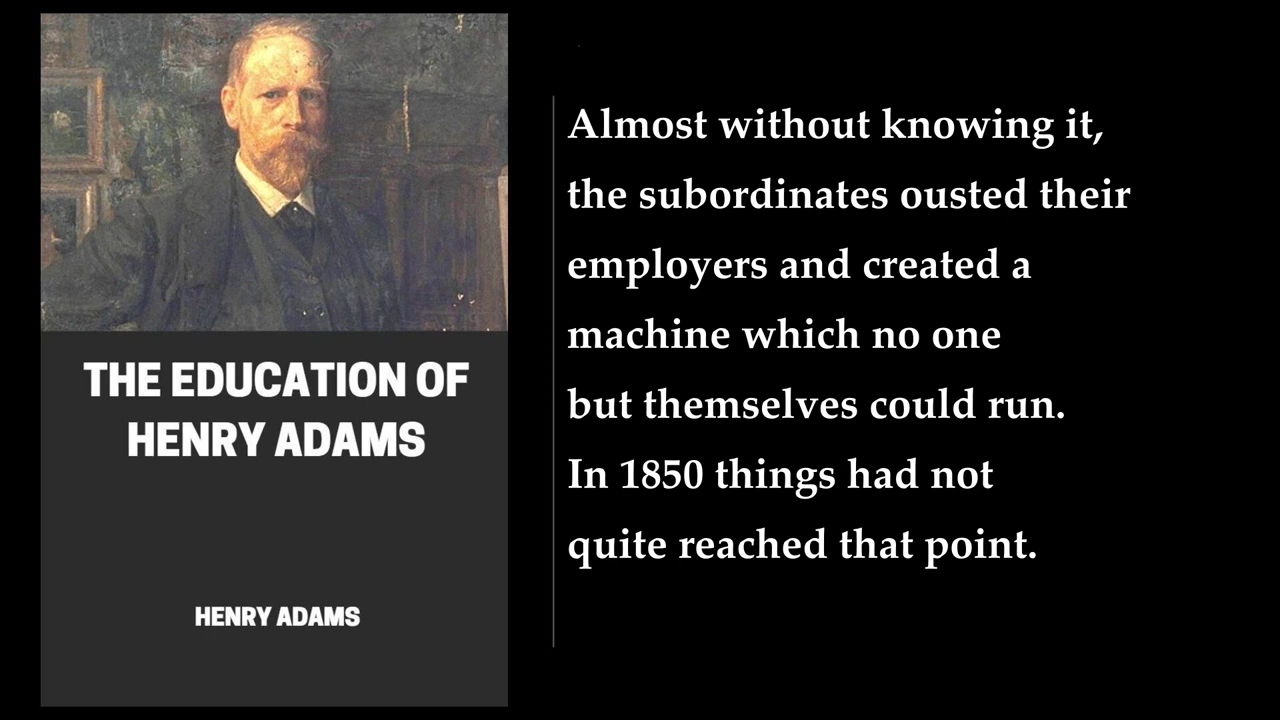 THE EDUCATION OF
HENRY ADAMS
HENRY ADAMS
Almost without knowing it,
the subordinates ousted their
employers and created a
machine which no one
but themselves could run.
In 1850 things had not
quite reached that point.